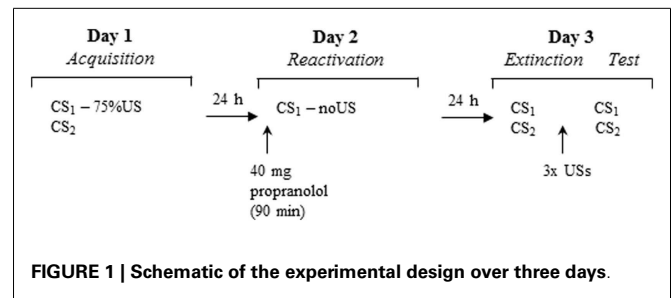 Day 1 Day 2 Day 3
Acquisition Reactivation Extinction Test
CS1 – 75%US 24 h CS1 – noUS 24 h CS1 CS1
CS2 CS2 CS2
40 mg 3x USs
propranolol
(90 min)
FIGURE 1 | Schematic of the experimental design over three days.